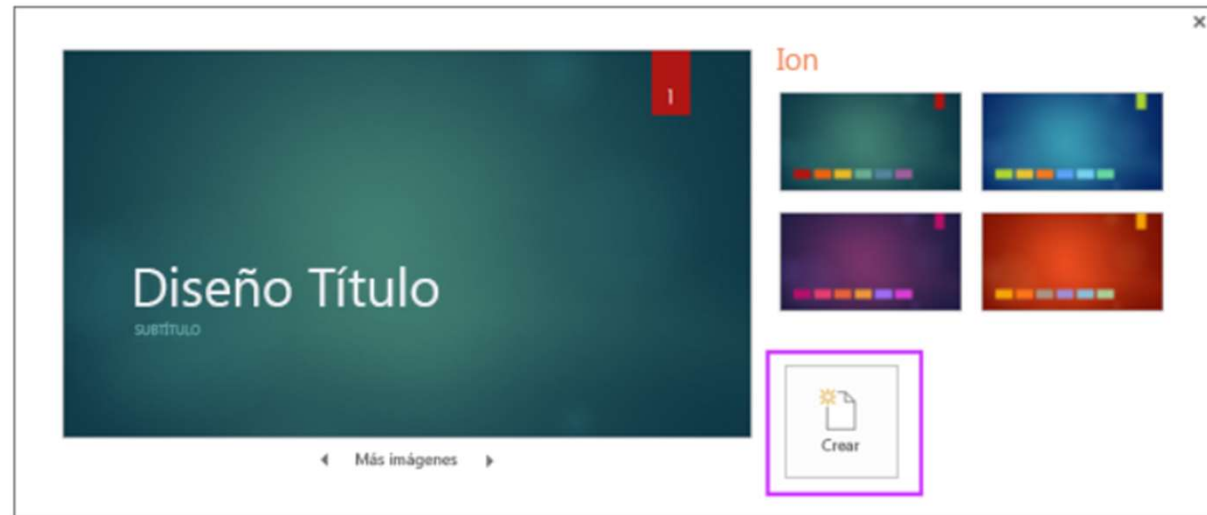 Ion
1
Diseño Título
SUBTÍTULO
Más imágenes
Crear